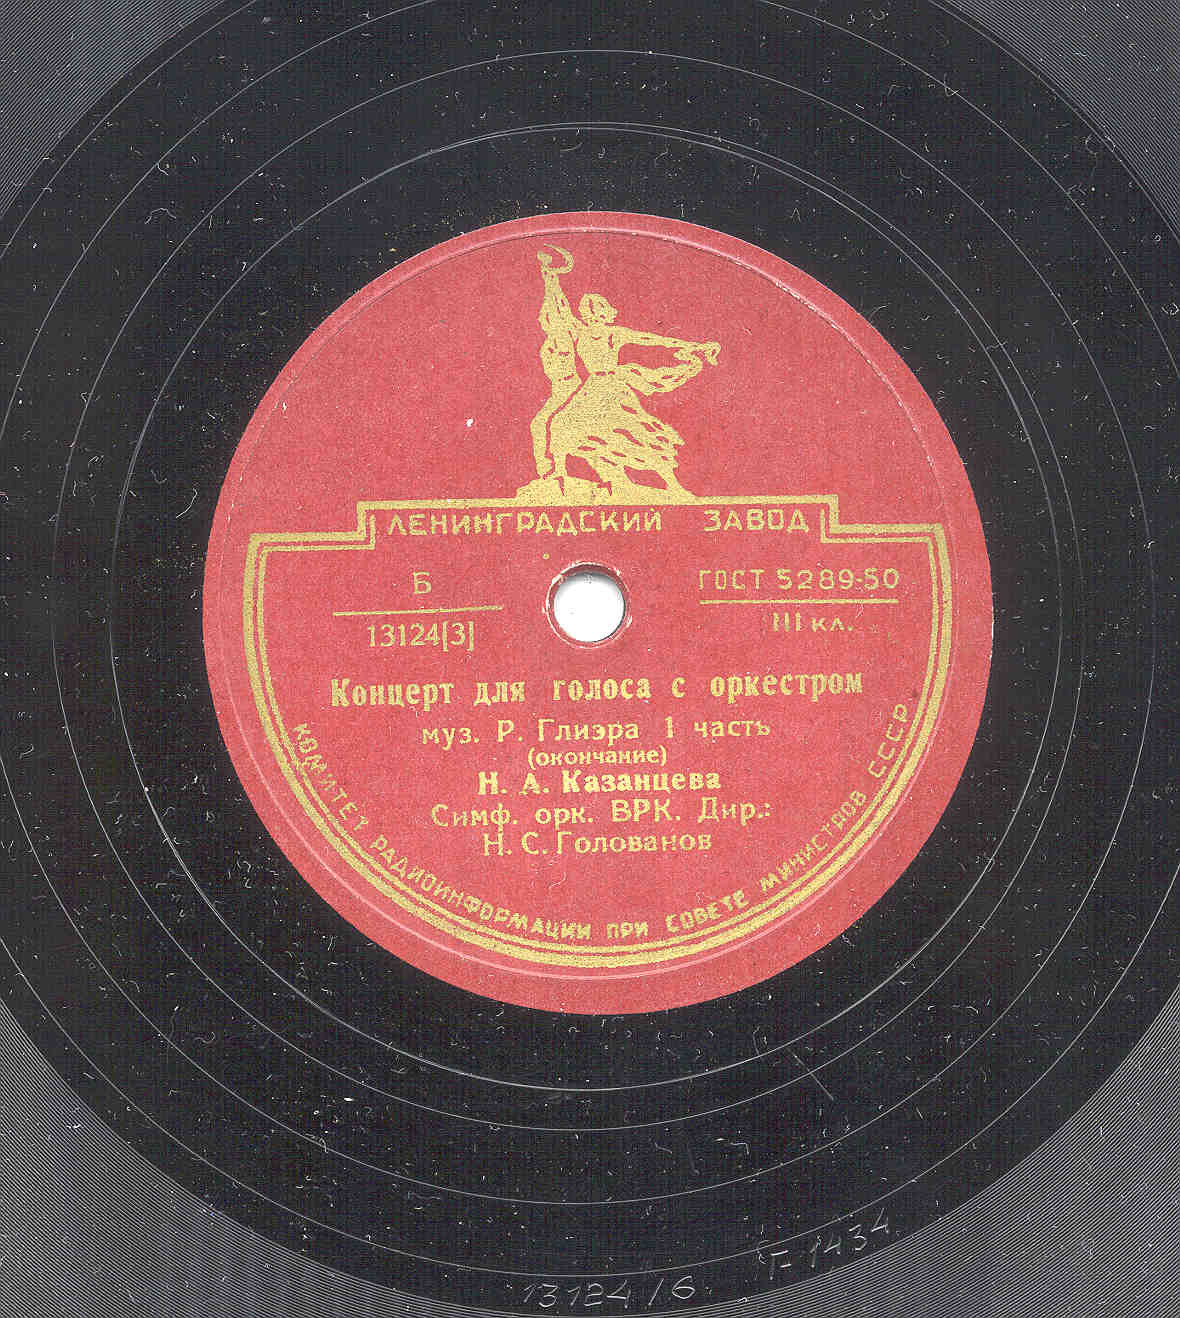 ЛЕНИНГРАДСКИЙ ЗАВОД
Б
13124[3]
ГОСТ 5289-50
III кл.
Концерт для голоса с оркестром
муз. Р. Глиэра 1 часть
(окончание)
Н. А. Казанцева
Симф. орк. ВРК. Дир.:
Н. С. Голованов
КОМИТЕТ РАДИОИНФОРМАЦИИ ПРИ СОВЕТЕ МИНИСТРОВ СССР
13124/6
Т-1434